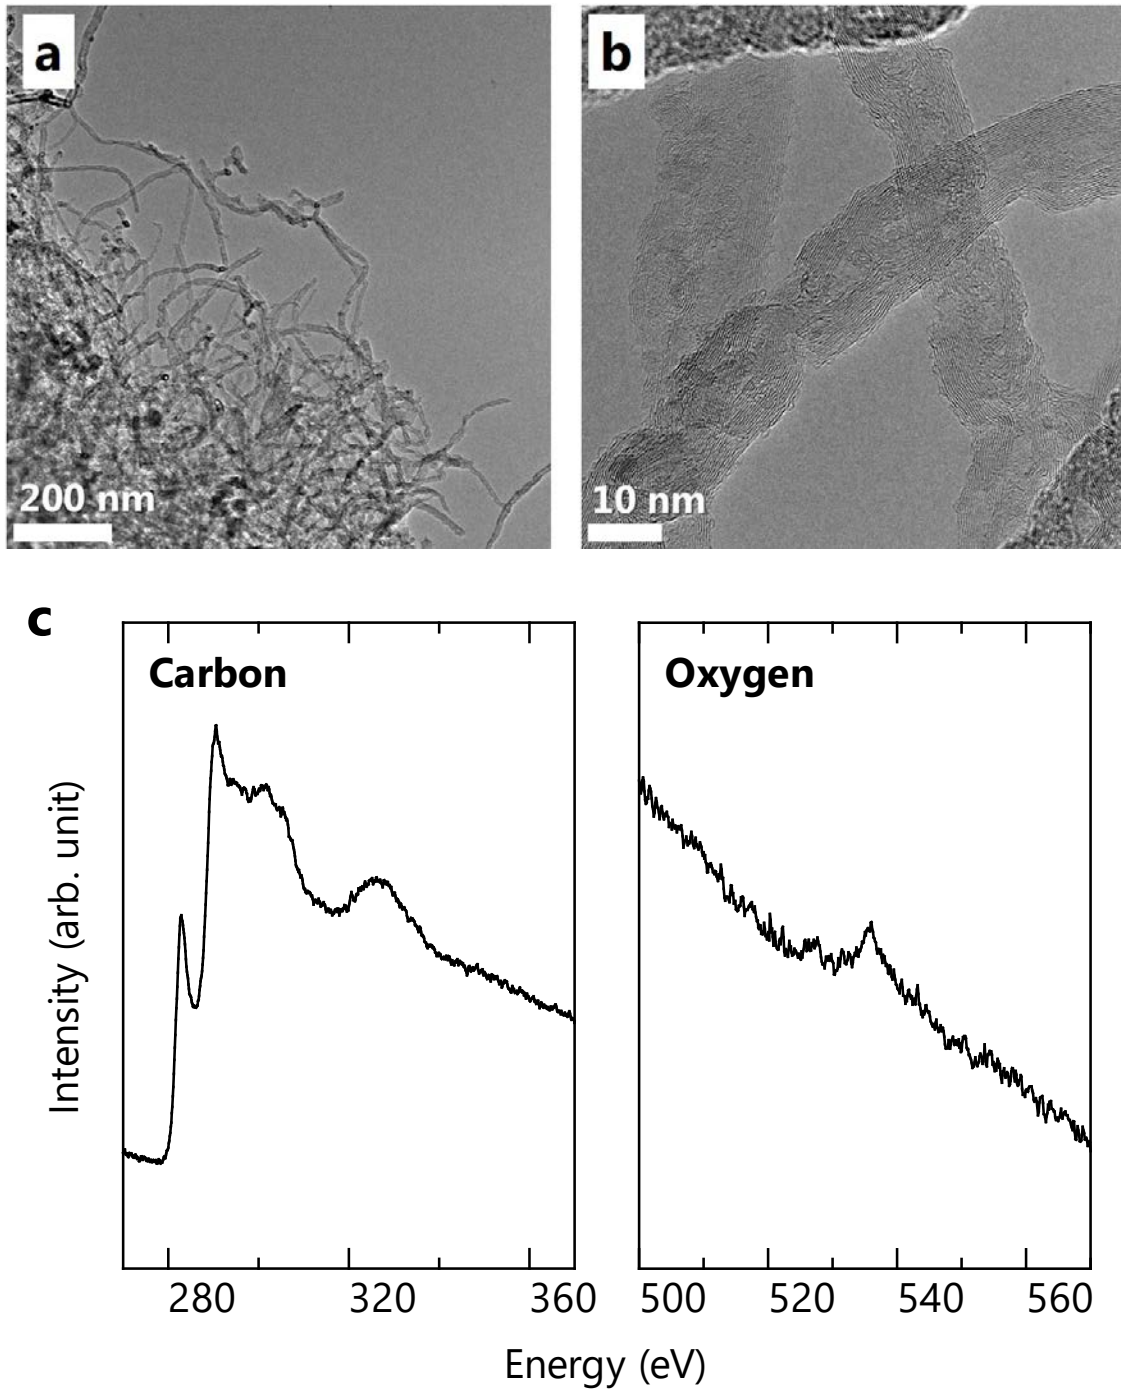 a
b
200 nm
10 nm
c
Carbon
Oxygen
Intensity (arb. unit)
280 320 360
500 520 540 560
Energy (eV)